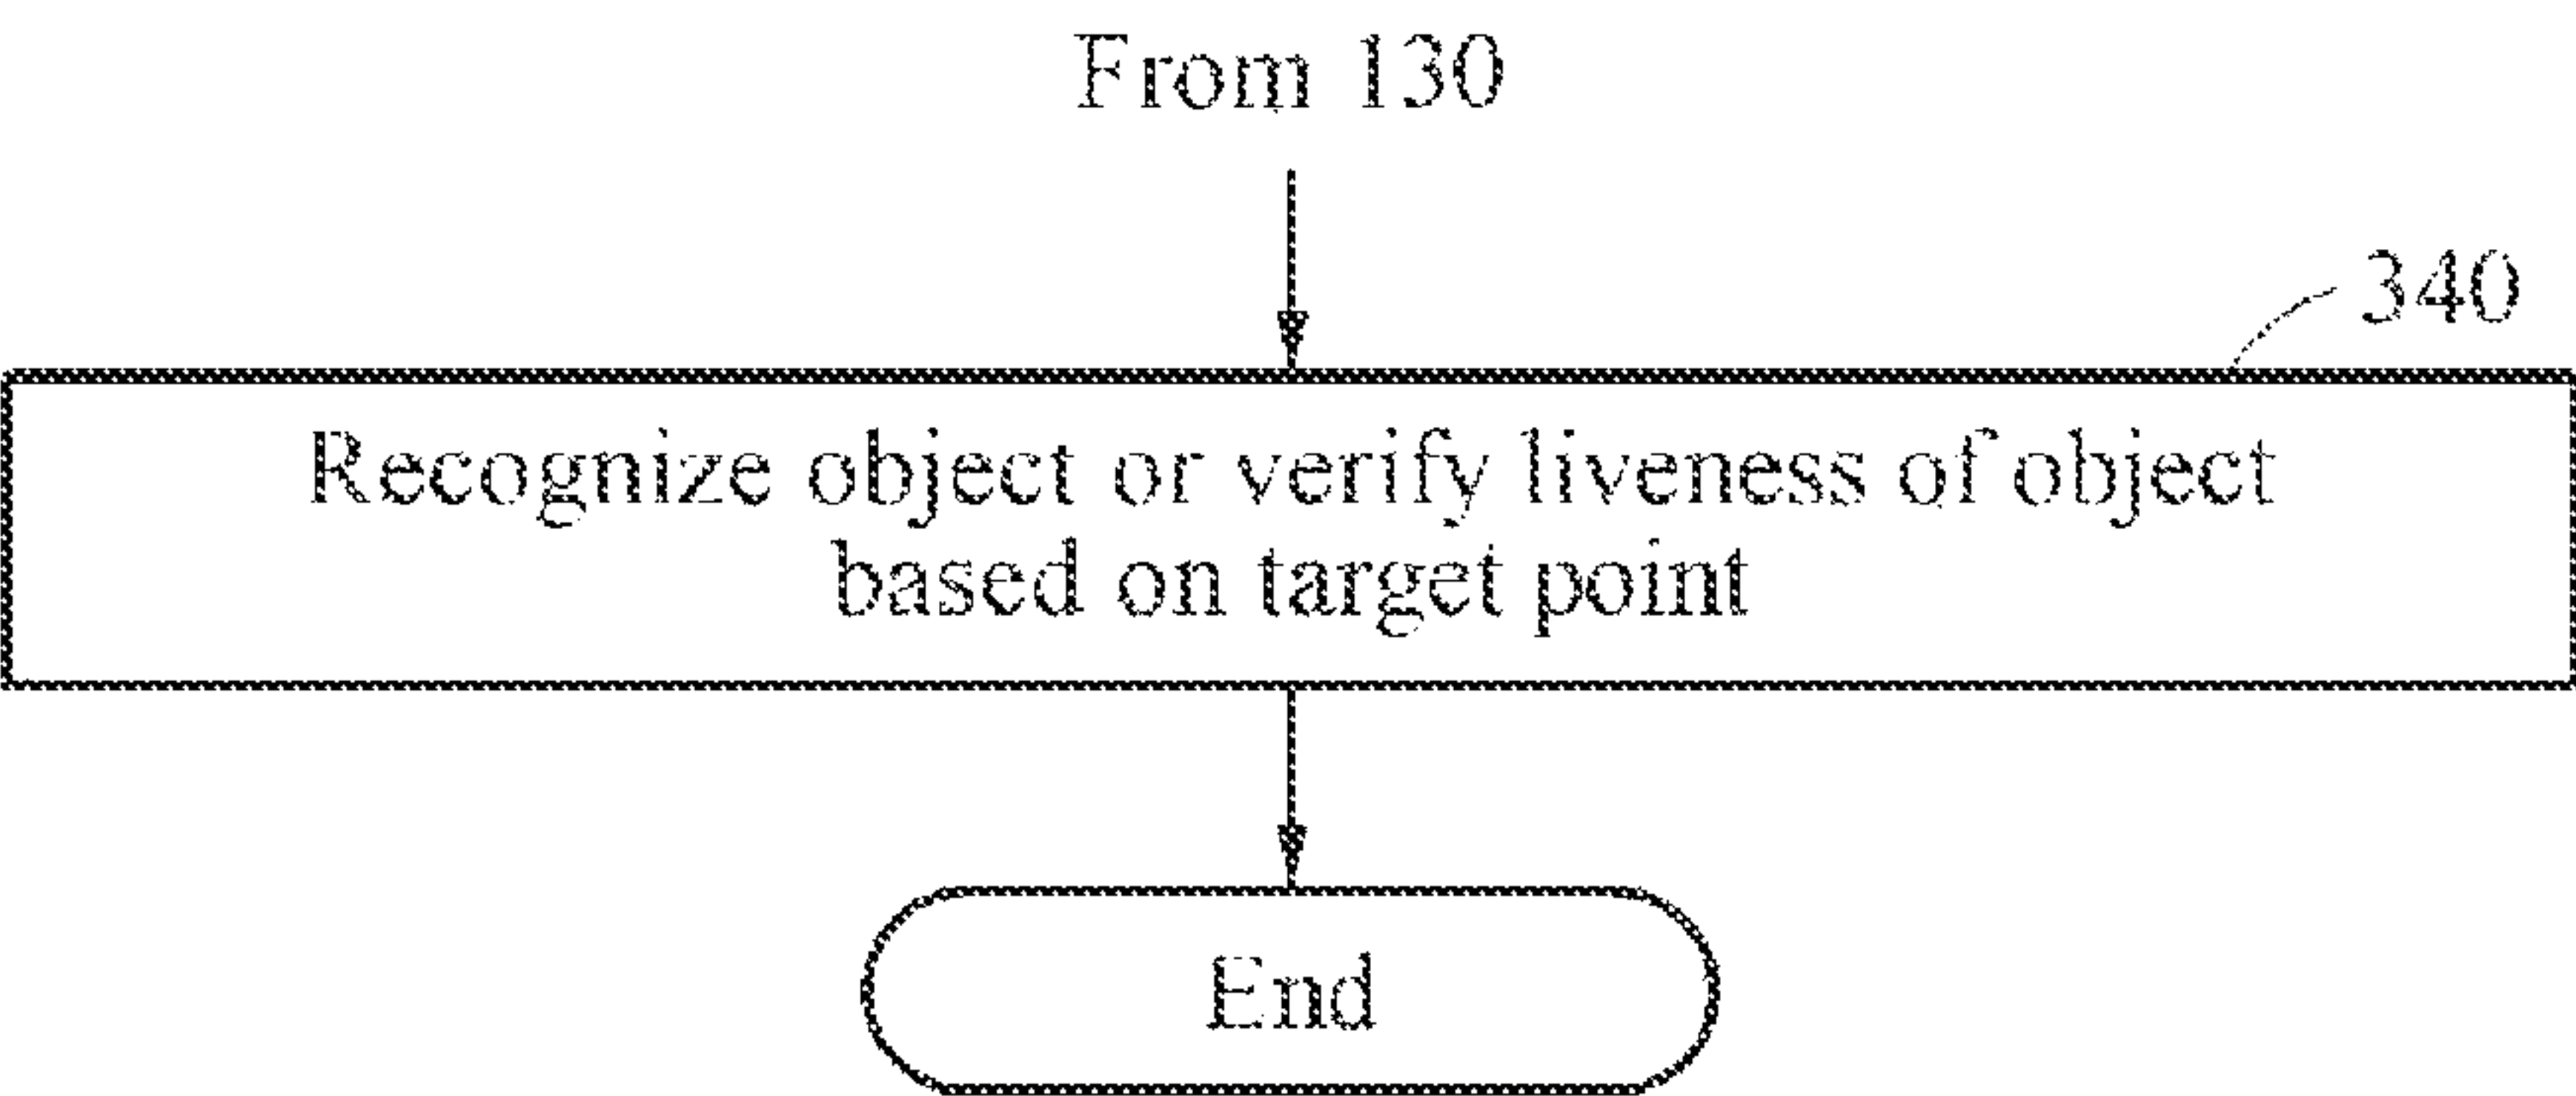 From 130
340
Recognize object or verify liveness of object
based on target point
End